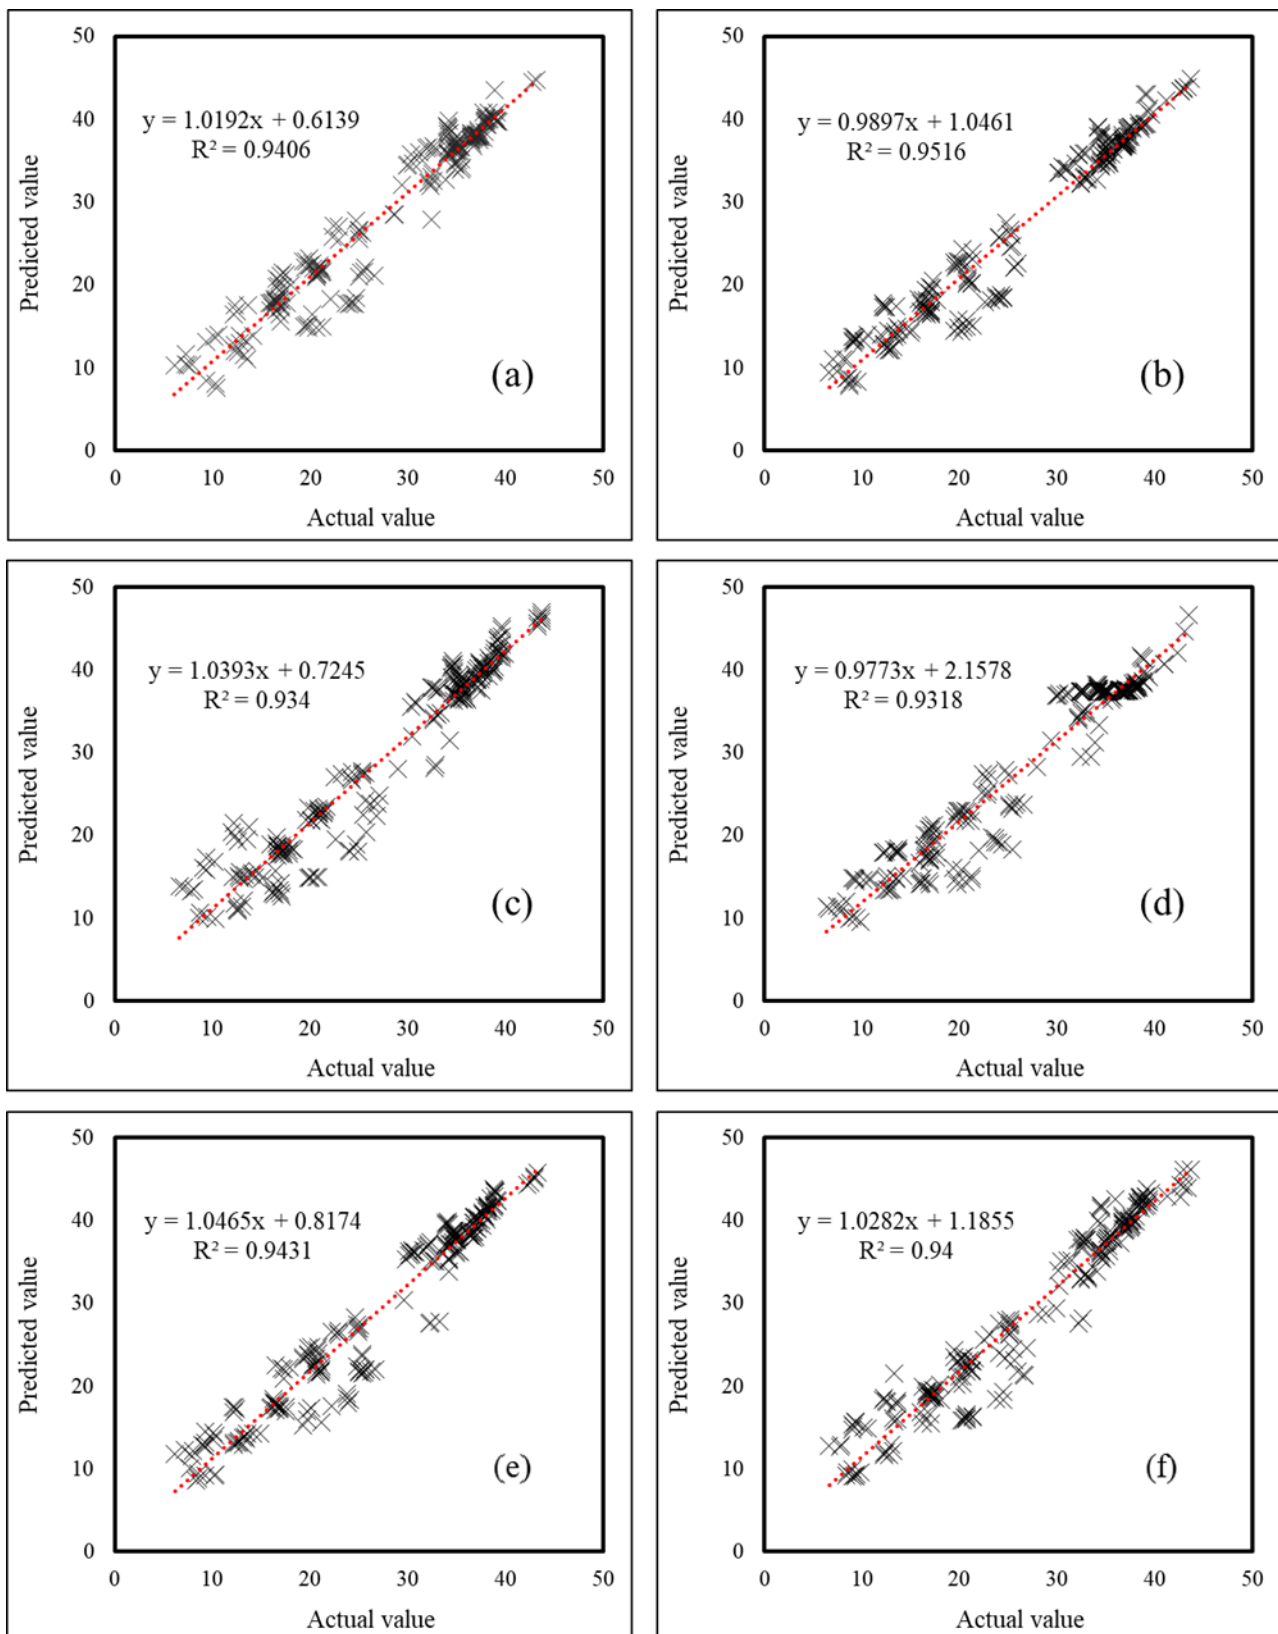 50
40
30
20
10
0
Predicted value
y = 1.0192x + 0.6139
R² = 0.9406
(a)
0 10 20 30 40 50
Actual value
50
40
30
20
10
0
Predicted value
y = 0.9897x + 1.0461
R² = 0.9516
(b)
0 10 20 30 40 50
Actual value
50
40
30
20
10
0
Predicted value
y = 1.0393x + 0.7245
R² = 0.934
(c)
0 10 20 30 40 50
Actual value
50
40
30
20
10
0
Predicted value
y = 0.9773x + 2.1578
R² = 0.9318
(d)
0 10 20 30 40 50
Actual value
50
40
30
20
10
0
Predicted value
y = 1.0465x + 0.8174
R² = 0.9431
(e)
0 10 20 30 40 50
Actual value
50
40
30
20
10
0
Predicted value
y = 1.0282x + 1.1855
R² = 0.94
(f)
0 10 20 30 40 50
Actual value